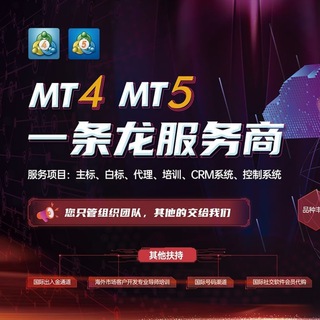 MT4 MT5
一条龙服务商
服务项目：主标、白标、代理、培训、CRM系统、控制系统
您只管组织团队，其他的交给我们
品种丰
其他扶持
国际出入金通道
海外市场客户开发专业导师培训
国际号码渠道
国际社交软件会员代购